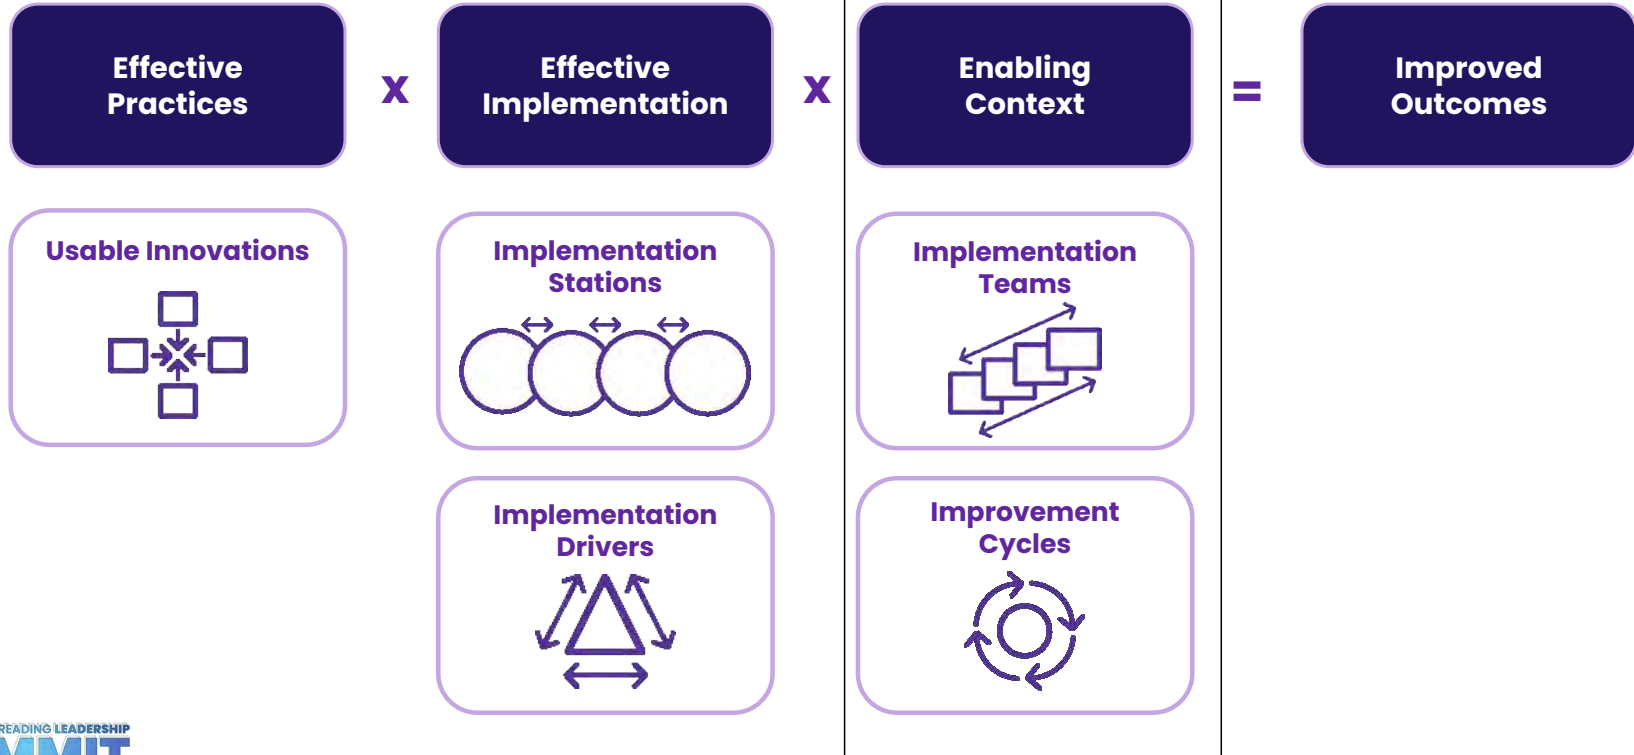 Effective
Practices
x
Effective
Implementation
x
Enabling
Context
=
Improved
Outcomes
Usable Innovations
Implementation
Stations
Implementation
Teams
Implementation
Drivers
Improvement
Cycles
READING LEADERSHIP
MMIT